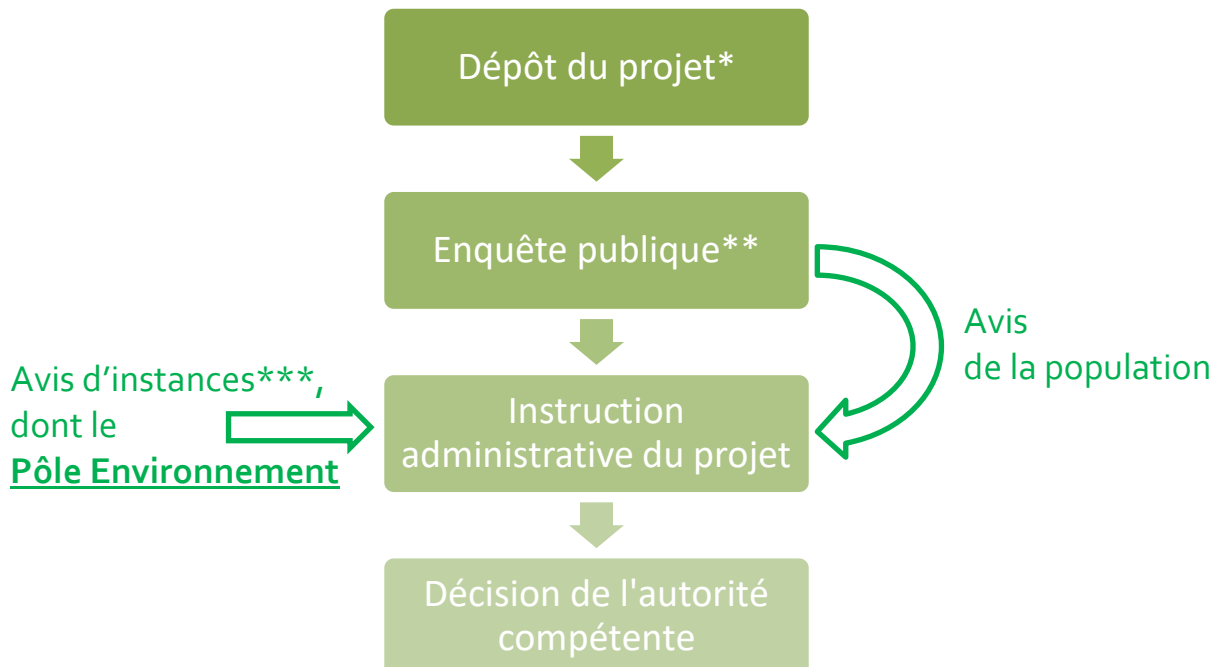 Dépôt du projet*
Enquête publique**
Avis
de la population
Avis d’instances***,
dont le
Pôle Environnement
Instruction
administrative du projet
Décision de l'autorité
compétente